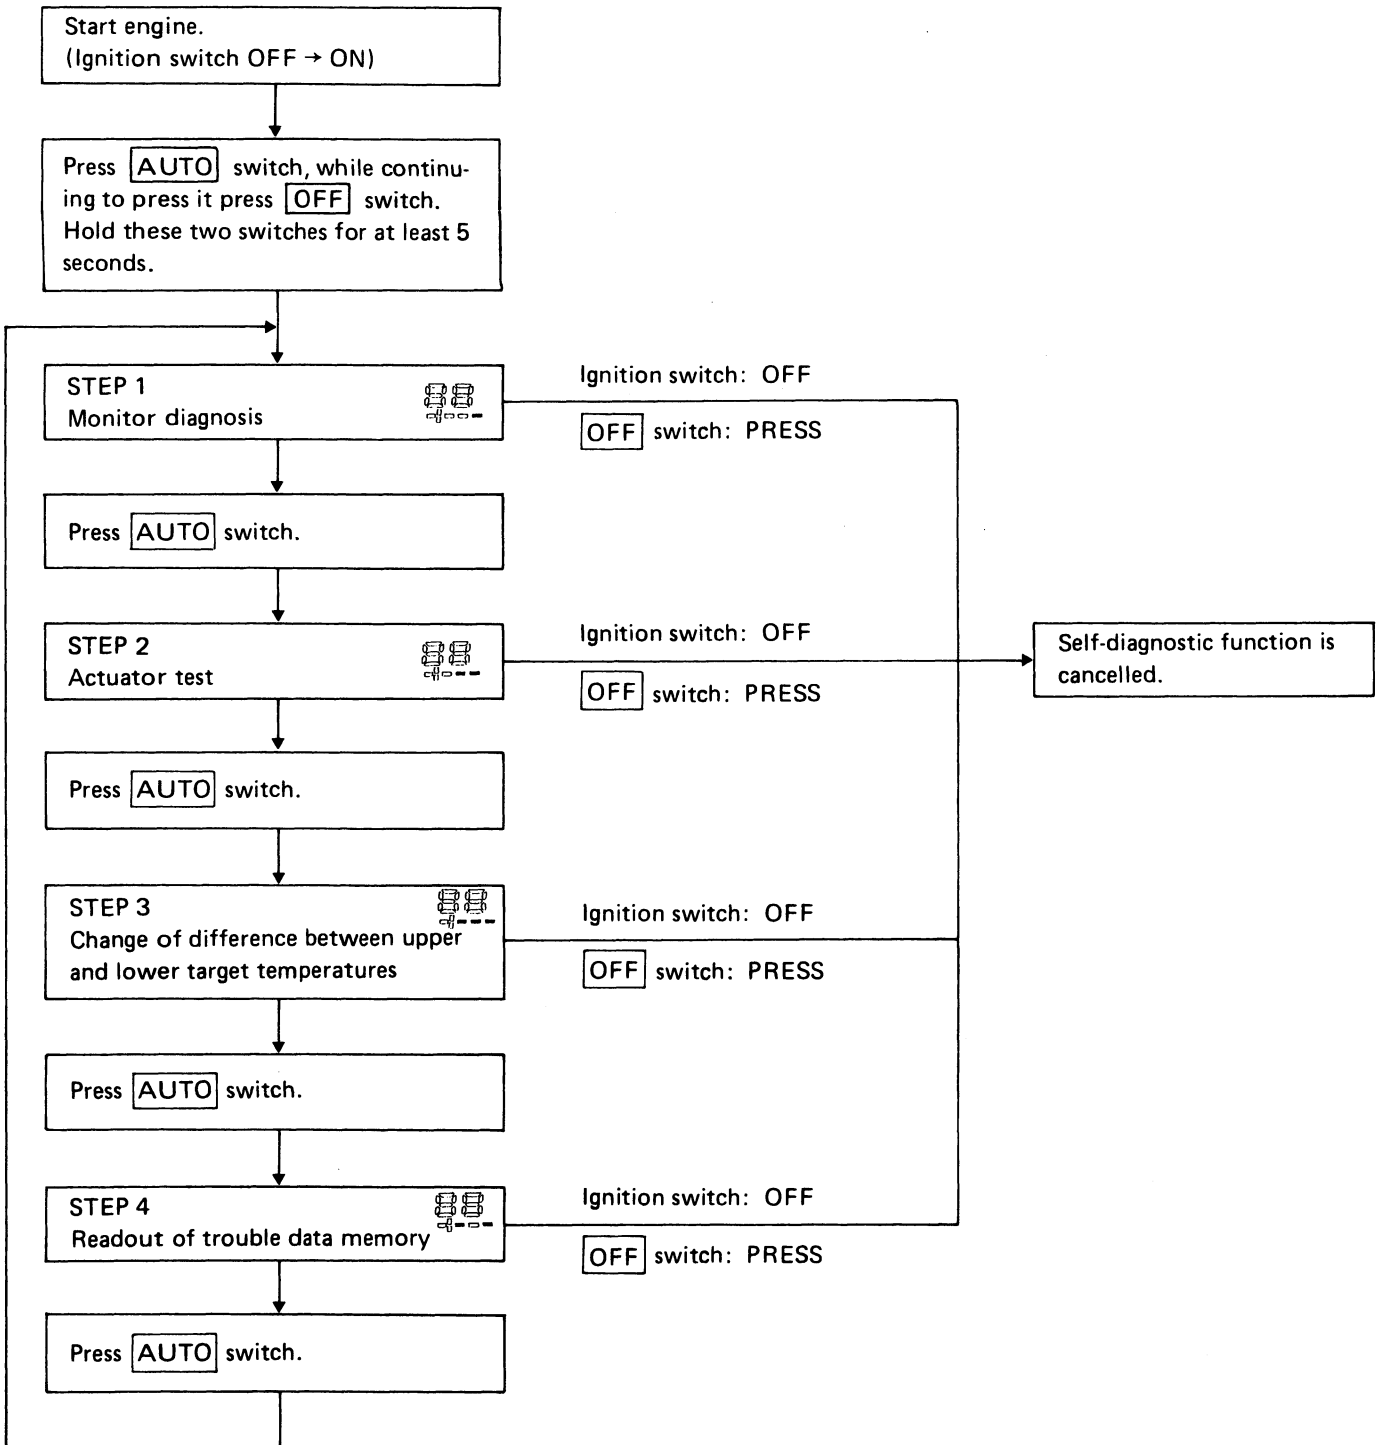 Start engine.
(Ignition switch OFF → ON)
Press AUTO switch, while continu-
ing to press it press OFF switch.
Hold these two switches for at least 5
seconds.
STEP 1
Monitor diagnosis
Ignition switch: OFF
OFF switch: PRESS
Press AUTO switch.
STEP 2
Actuator test
Ignition switch: OFF
OFF switch: PRESS
Self-diagnostic function is
cancelled.
Press AUTO switch.
STEP 3
Change of difference between upper
and lower target temperatures
Ignition switch: OFF
OFF switch: PRESS
Press AUTO switch.
STEP 4
Readout of trouble data memory
Ignition switch: OFF
OFF switch: PRESS
Press AUTO switch.